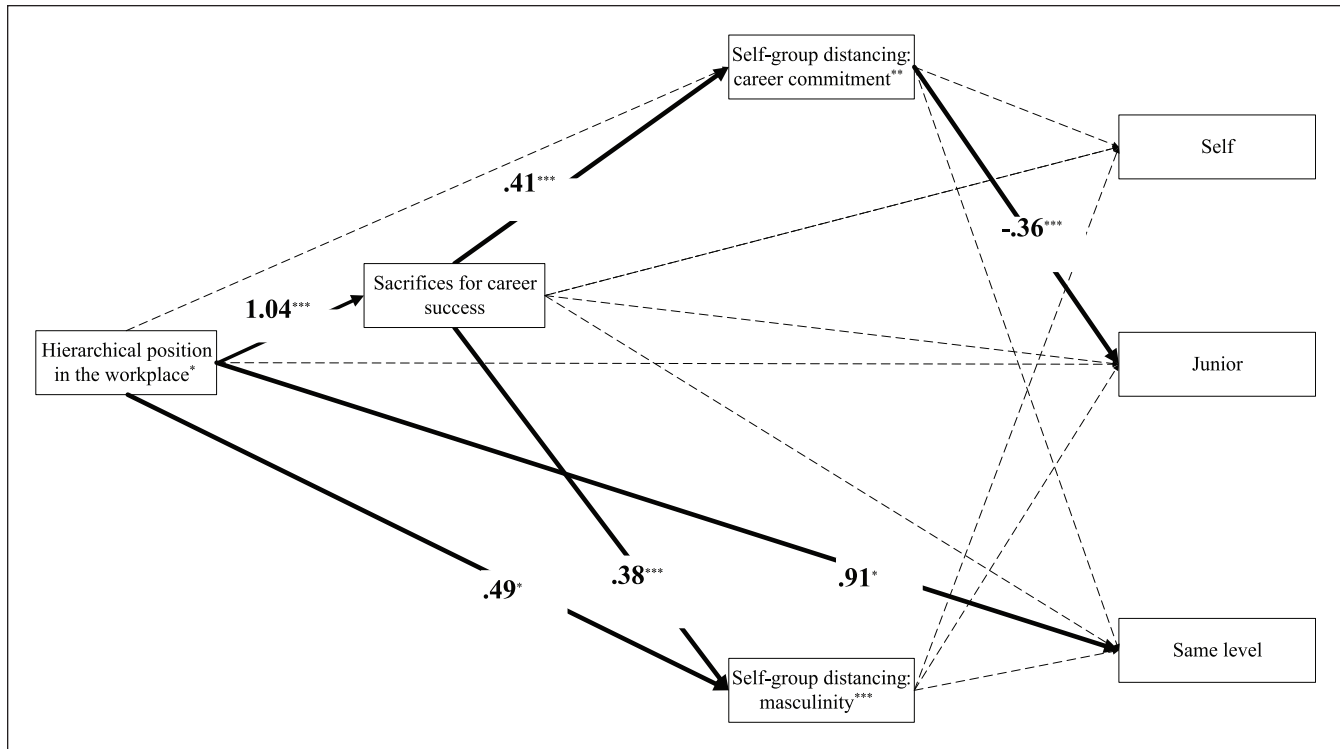 Self-group distancing:
career commitment**
Self
.41***
-.36***
Sacrifices for career
success
1.04***
Hierarchical position
in the workplace*
Junior
.49*
.38***
.91*
Self-group distancing:
masculinity***
Same level